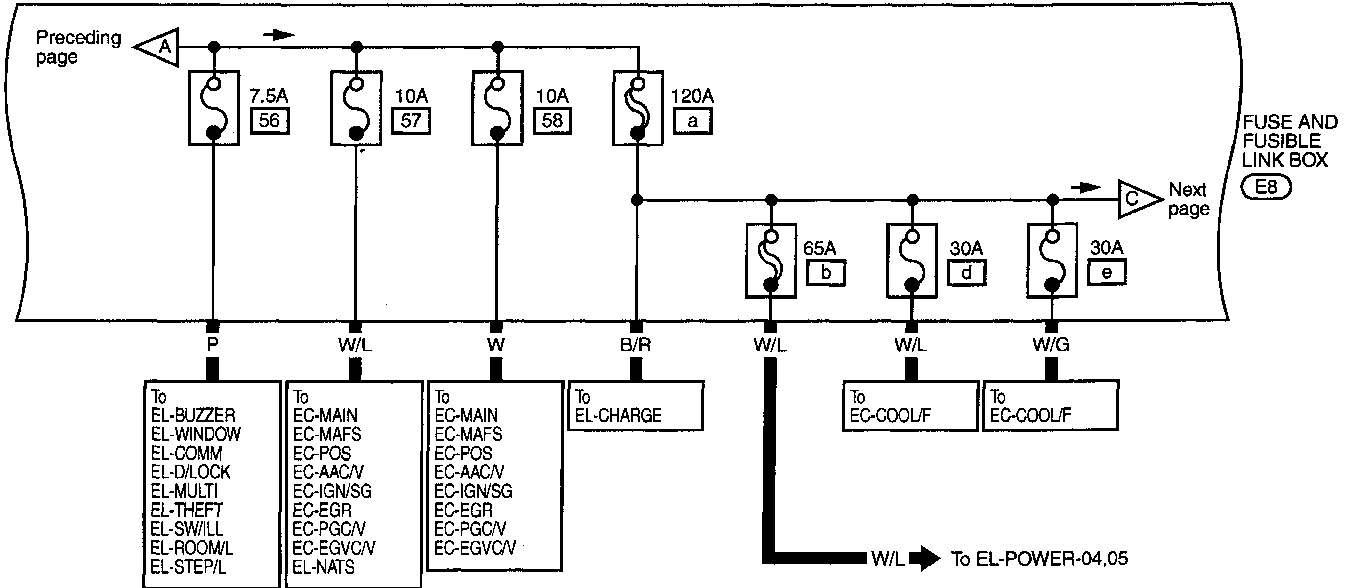 Preceding
page
A
7.5A
56
10A
57
10A
58
120A
a
FUSE AND
FUSIBLE
LINK BOX
E8
C
Next
page
65A
b
30A
d
30A
e
P
W/L
W
B/R
W/L
W/L
W/G
To
EL-BUZZER
EL-WINDOW
EL-COMM
EL-D/LOCK
EL-MULTI
EL-THEFT
EL-SW/ILL
EL-ROOM/L
EL-STEP/L
To
EC-MAIN
EC-MAFS
EC-POS
EC-AAC/V
EC-IGN/SG
EC-EGR
EC-PGC/V
EC-EGVC/V
EL-NATS
To
EC-MAIN
EC-MAFS
EC-POS
EC-AAC/V
EC-IGN/SG
EC-EGR
EC-PGC/V
EC-EGVC/V
To
EL-CHARGE
To
EC-COOL/F
To
EC-COOL/F
W/L
To EL-POWER-04,05